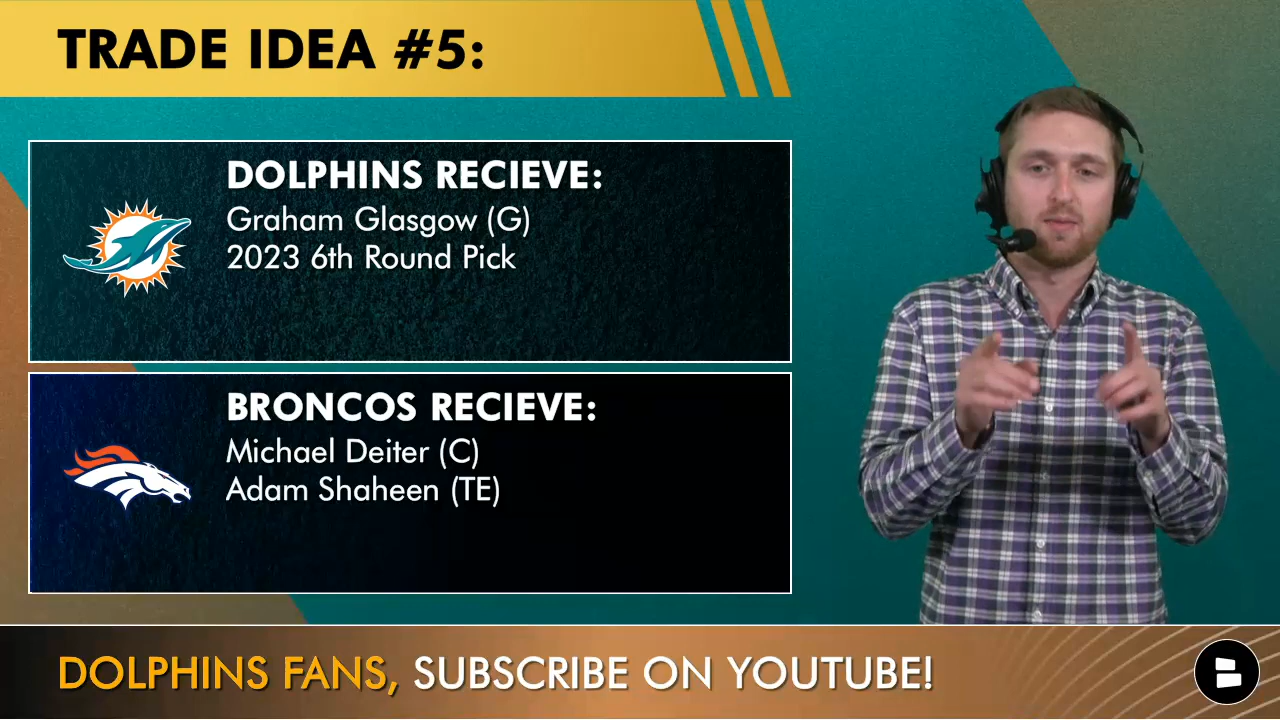 TRADE IDEA #5:
DOLPHINS RECIEVE:
Graham Glasgow (G)
2023 6th Round Pick
BRONCOS RECIEVE:
Michael Deiter (C)
Adam Shaheen (TE)
DOLPHINS FANS, SUBSCRIBE ON YOUTUBE!